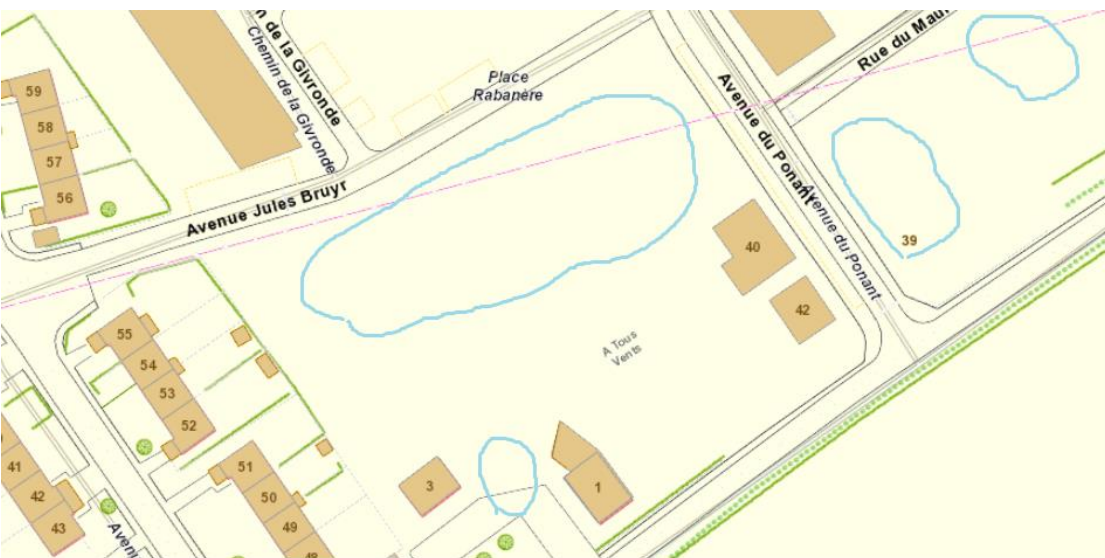 59
58
57
56
n de la Givronde
Chemin de la Givronde
Place
Rabanère
Avenue Jules Bruyr
Avenue du Ponant
Avenue du Ponant
Rue du Mau
39
40
42
A Tous
Vents
55
54
53
52
51
50
49
48
41
42
43
Aven
3
1